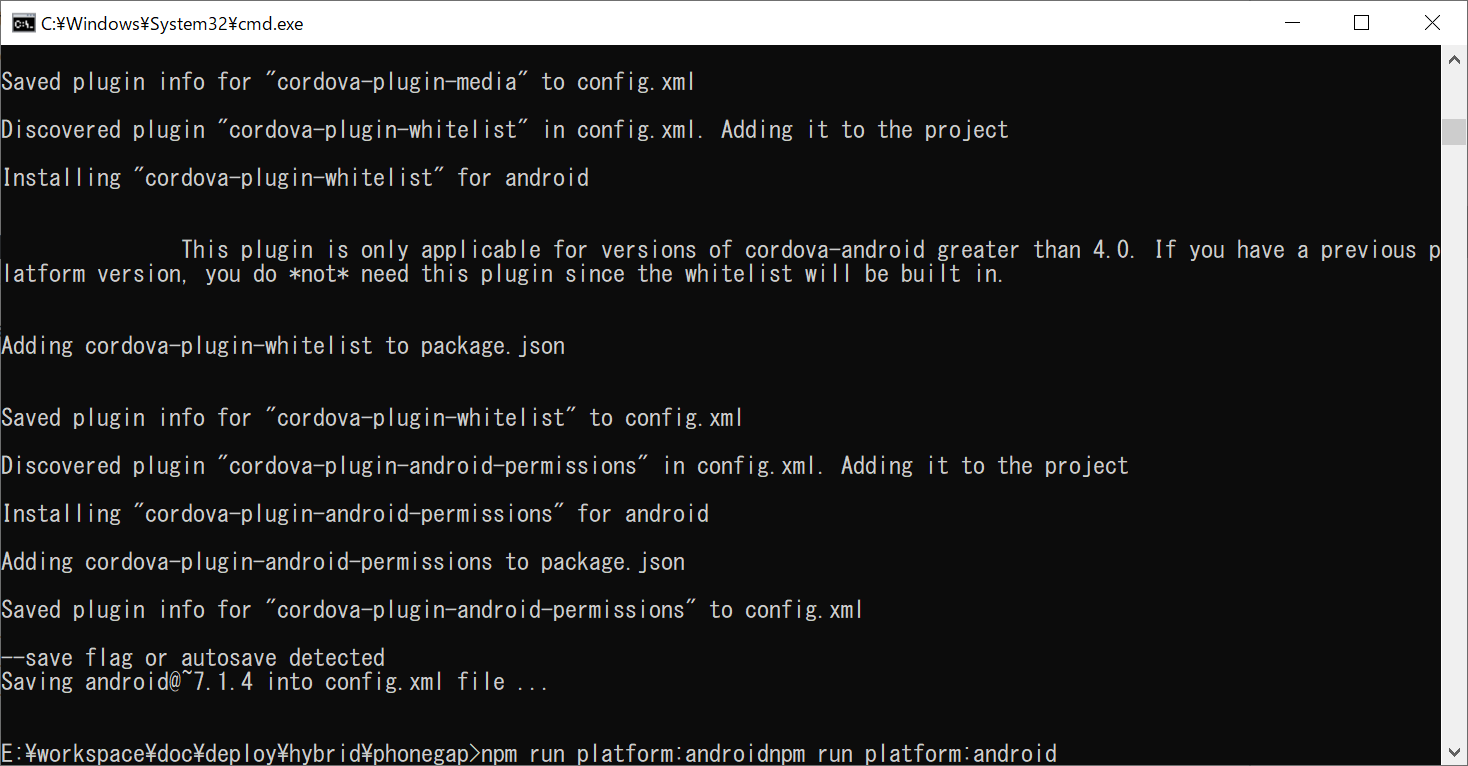 C:¥Windows¥System32¥cmd.exe
Saved plugin info for "cordova-plugin-media" to config.xml
Discovered plugin "cordova-plugin-whitelist" in config.xml. Adding it to the project
Installing "cordova-plugin-whitelist" for android
This plugin is only applicable for versions of cordova-android greater than 4.0. If you have a previous p
latform version, you do *not* need this plugin since the whitelist will be built in.
Adding cordova-plugin-whitelist to package.json
Saved plugin info for "cordova-plugin-whitelist" to config.xml
Discovered plugin "cordova-plugin-android-permissions" in config.xml. Adding it to the project
Installing "cordova-plugin-android-permissions" for android
Adding cordova-plugin-android-permissions to package.json
Saved plugin info for "cordova-plugin-android-permissions" to config.xml
--save flag or autosave detected
Saving android@~7.1.4 into config.xml file ...
E:¥workspace¥doc¥deploy¥hybrid¥phonegap>npm run platform:androidnpm run platform:android